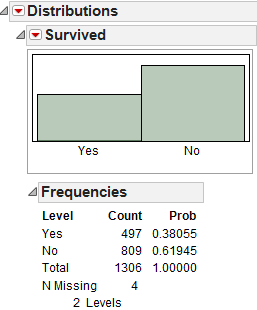 Distributions
Survived
Yes No
Frequencies
Level Count Prob
Yes 497 0.38055
No 809 0.61945
Total 1306 1.00000
N Missing 4
2 Levels